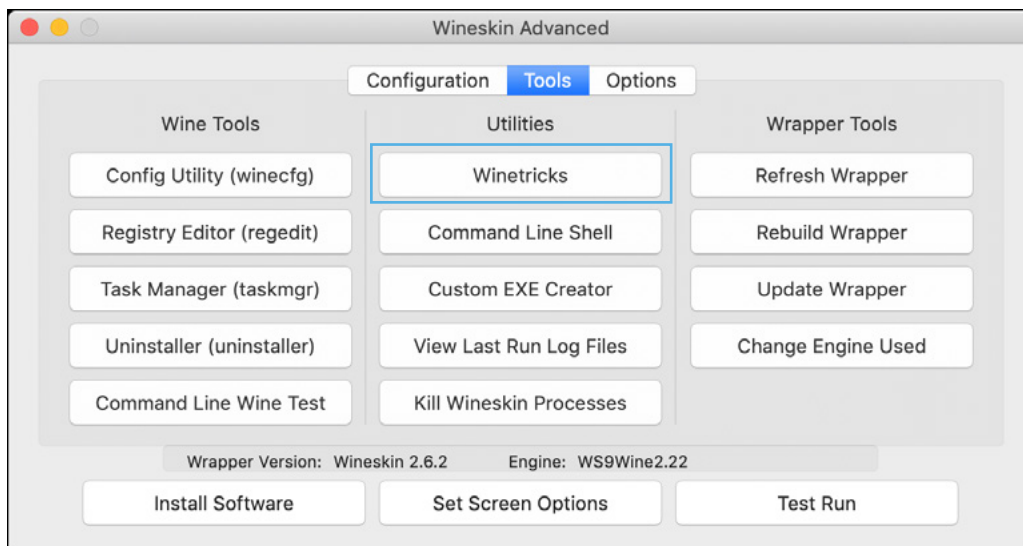 Wineskin Advanced
Configuration Tools Options
Wine Tools Utilities Wrapper Tools
Config Utility (winecfg) Winetricks Refresh Wrapper
Registry Editor (regedit) Command Line Shell Rebuild Wrapper
Task Manager (taskmgr) Custom EXE Creator Update Wrapper
Uninstaller (uninstaller) View Last Run Log Files Change Engine Used
Command Line Wine Test Kill Wineskin Processes
Wrapper Version: Wineskin 2.6.2 Engine: WS9Wine2.22
Install Software Set Screen Options Test Run